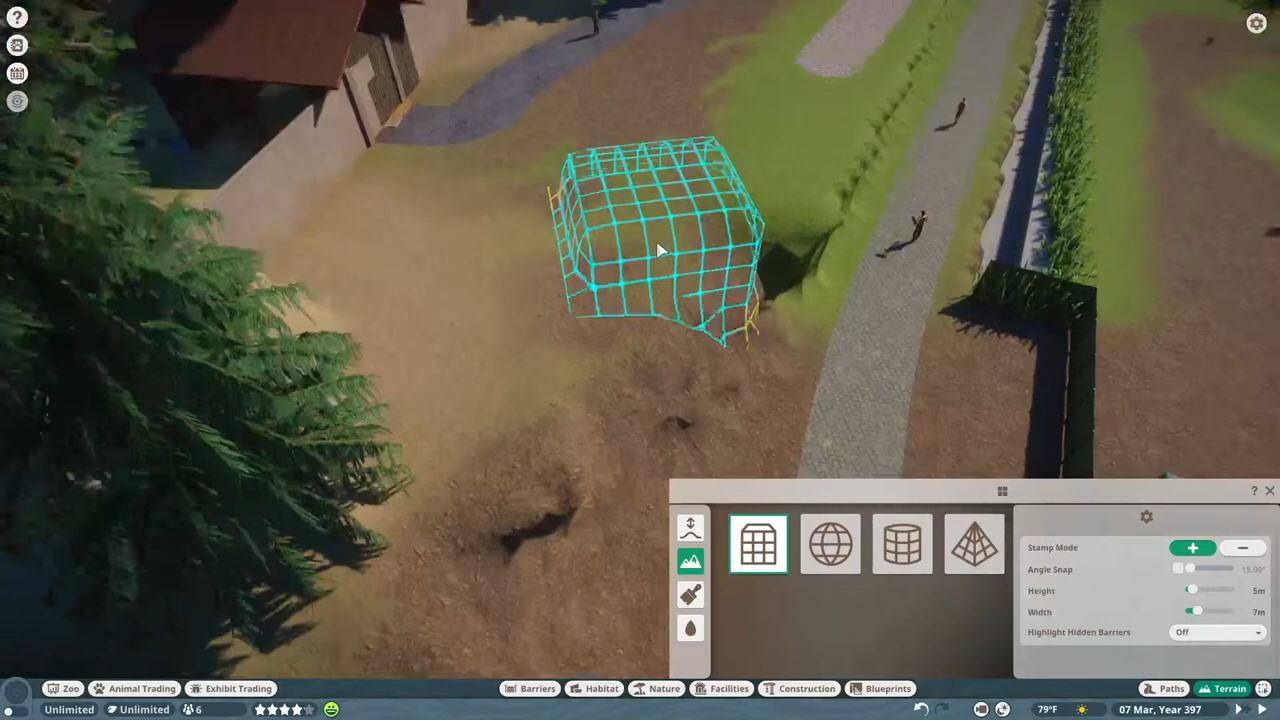 ?
? ×
Stamp Mode + −
Angle Snap 15.00°
Height 5m
Width 7m
Highlight Hidden Barriers Off
Zoo Animal Trading Exhibit Trading Barriers Habitat Nature Facilities Construction Blueprints Paths Terrain
Unlimited Unlimited 6 79°F 07 Mar, Year 397